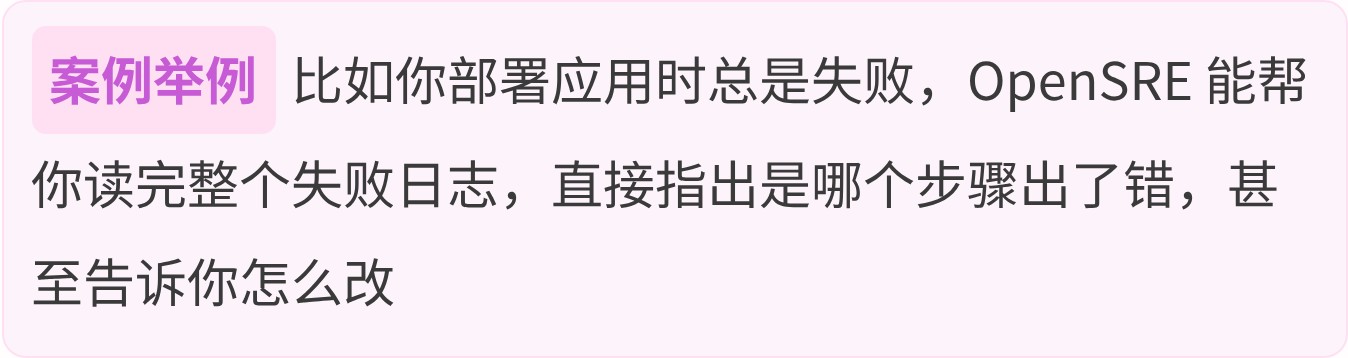 案例举例 比如你部署应用时总是失败，OpenSRE 能帮
你读完整个失败日志，直接指出是哪个步骤出了错，甚
至告诉你怎么改